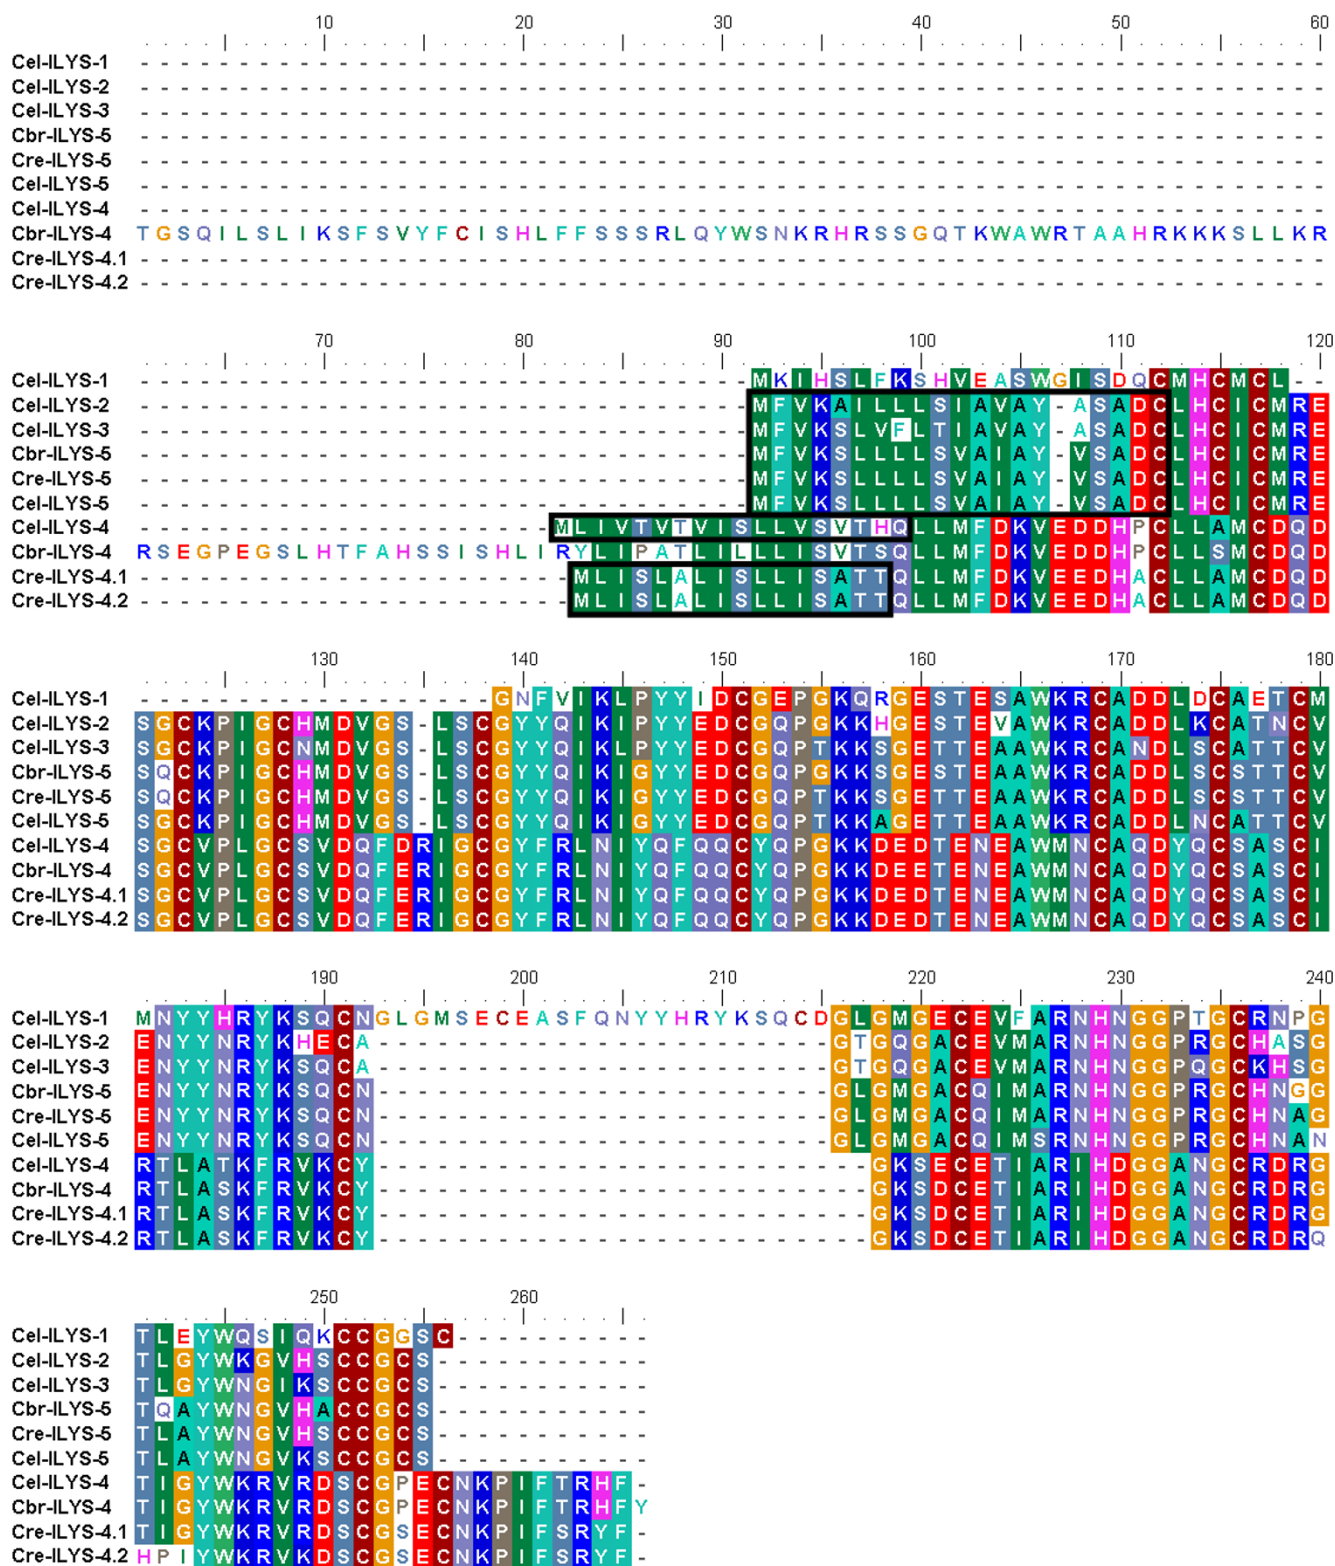 10 20 30 40 50 60
Cel-ILYS-1 ------------------------------------------------------------
Cel-ILYS-2 ------------------------------------------------------------
Cel-ILYS-3 ------------------------------------------------------------
Cbr-ILYS-5 ------------------------------------------------------------
Cre-ILYS-5 ------------------------------------------------------------
Cel-ILYS-5 ------------------------------------------------------------
Cel-ILYS-4 ------------------------------------------------------------
Cbr-ILYS-4 TGSQILSLIKSFSVYFCISHLFFSSSRLQYWSNKRHRSSGQTKWAWRTAAHRKKKSLLKR
Cre-ILYS-4.1 ------------------------------------------------------------
Cre-ILYS-4.2 ------------------------------------------------------------
70 80 90 100 110 120
Cel-ILYS-1 -------------------------------MKIHSLFKSHVEASWGISDQCMHCMCL--
Cel-ILYS-2 -------------------------------MFVKAILLLSIAVAY-ASADCLHCICMRE
Cel-ILYS-3 -------------------------------MFVKSLVFLTIAVAY-ASADCLHCICMRE
Cbr-ILYS-5 -------------------------------MFVKSLLLLSVAIAY-VSADCLHCICMRE
Cre-ILYS-5 -------------------------------MFVKSLLLLSVAIAY-VSADCLHCICMRE
Cel-ILYS-5 -------------------------------MFVKSLLLLSVAIAY-VSADCLHCICMRE
Cel-ILYS-4 ---------------------MLIVTVTVISLLVSVTHQLLMFDKVEDDHPCLLAMCDQD
Cbr-ILYS-4 RSEGPEGSLHTFAHSSISHLIRYLIPATLILLLISVTSQLLMFDKVEDDHPCLLSMCDQD
Cre-ILYS-4.1 ----------------------MLISLALISLLISATTQLLMFDKVEEDHACLLAMCDQD
Cre-ILYS-4.2 ----------------------MLISLALISLLISATTQLLMFDKVEEDHACLLAMCDQD
130 140 150 160 170 180
Cel-ILYS-1 ------------------GNFVIKLPYYIDCGEPGKQRGESTESAWKRCADDLDCAETCM
Cel-ILYS-2 SGCKPIGCHMDVGS-LSCGYYQIKIPYYEDCGQPGKKHGESTEVAWKRCADDLKCATNCV
Cel-ILYS-3 SGCKPIGCNMDVGS-LSCGYYQIKLPYYEDCGQPTKKSGETTEAAWKRCANDLSCATTCV
Cbr-ILYS-5 SQCKPIGCHMDVGS-LSCGYYQIKIGYYEDCGQPGKKSGESTEAAWKRCADDLSCSTTCV
Cre-ILYS-5 SQCKPIGCHMDVGS-LSCGYYQIKIGYYEDCGQPTKKSGETTEAAWKRCADDLSCSTTCV
Cel-ILYS-5 SGCKPIGCHMDVGS-LSCGYYQIKIGYYEDCGQPTKKAGETTEAAWKRCADDLNCATTCV
Cel-ILYS-4 SGCVPLGCSVDQFDRIGCGYFRLNIYQFQQCYQPGKKDEDTENEAWMNCAQDYQCSASCI
Cbr-ILYS-4 SGCVPLGCSVDQFERIGCGYFRLNIYQFQQCYQPGKKDEETENEAWMNCAQDYQCSASCI
Cre-ILYS-4.1 SGCVPLGCSVDQFERIGCGYFRLNIYQFQQCYQPGKKDEDTENEAWMNCAQDYQCSASCI
Cre-ILYS-4.2 SGCVPLGCSVDQFERIGCGYFRLNIYQFQQCYQPGKKDEDTENEAWMNCAQDYQCSASCI
190 200 210 220 230 240
Cel-ILYS-1 MNYYHRYKSQCNGLGMSECEASFQNYYHRYKSQCDGLGMGECEVFARNHNGGPTGCRNPG
Cel-ILYS-2 ENYYNRYKHECA-----------------------GTGQGACEVMARNHNGGPRGCHASG
Cel-ILYS-3 ENYYNRYKSQCA-----------------------GTGQGACEVMARNHNGGPQGCKHSG
Cbr-ILYS-5 ENYYNRYKSQCN-----------------------GLGMGACQIMARNHNGGPRGCHNGG
Cre-ILYS-5 ENYYNRYKSQCN-----------------------GLGMGACQIMARNHNGGPRGCHNAG
Cel-ILYS-5 ENYYNRYKSQCN-----------------------GLGMGACQIMSRNHNGGPRGCHNAN
Cel-ILYS-4 RTLATKFRVKCY-------------------------GKSECETIARIHDGGANGCRDRG
Cbr-ILYS-4 RTLASKFRVKCY-------------------------GKSDCETIARIHDGGANGCRDRG
Cre-ILYS-4.1 RTLASKFRVKCY-------------------------GKSDCETIARIHDGGANGCRDRG
Cre-ILYS-4.2 RTLASKFRVKCY-------------------------GKSDCETIARIHDGGANGCRDRQ
250 260
Cel-ILYS-1 TLEYWQSIQKCCGGSC----------
Cel-ILYS-2 TLGYWKGVHSCCGCS-----------
Cel-ILYS-3 TLGYWNGIKSCCGCS-----------
Cbr-ILYS-5 TQAYWNGVHACCGCS-----------
Cre-ILYS-5 TLAYWNGVHSCCGCS-----------
Cel-ILYS-5 TLAYWNGVKSCCGCS-----------
Cel-ILYS-4 TIGYWKRVRDSCGPECNKPIFTRHF-
Cbr-ILYS-4 TIGYWKRVRDSCGPECNKPIFTRHFY
Cre-ILYS-4.1 TIGYWKRVRDSCGSECNKPIFSRYF-
Cre-ILYS-4.2 HPIYWKRVKDSCGSECNKPIFSRYF-